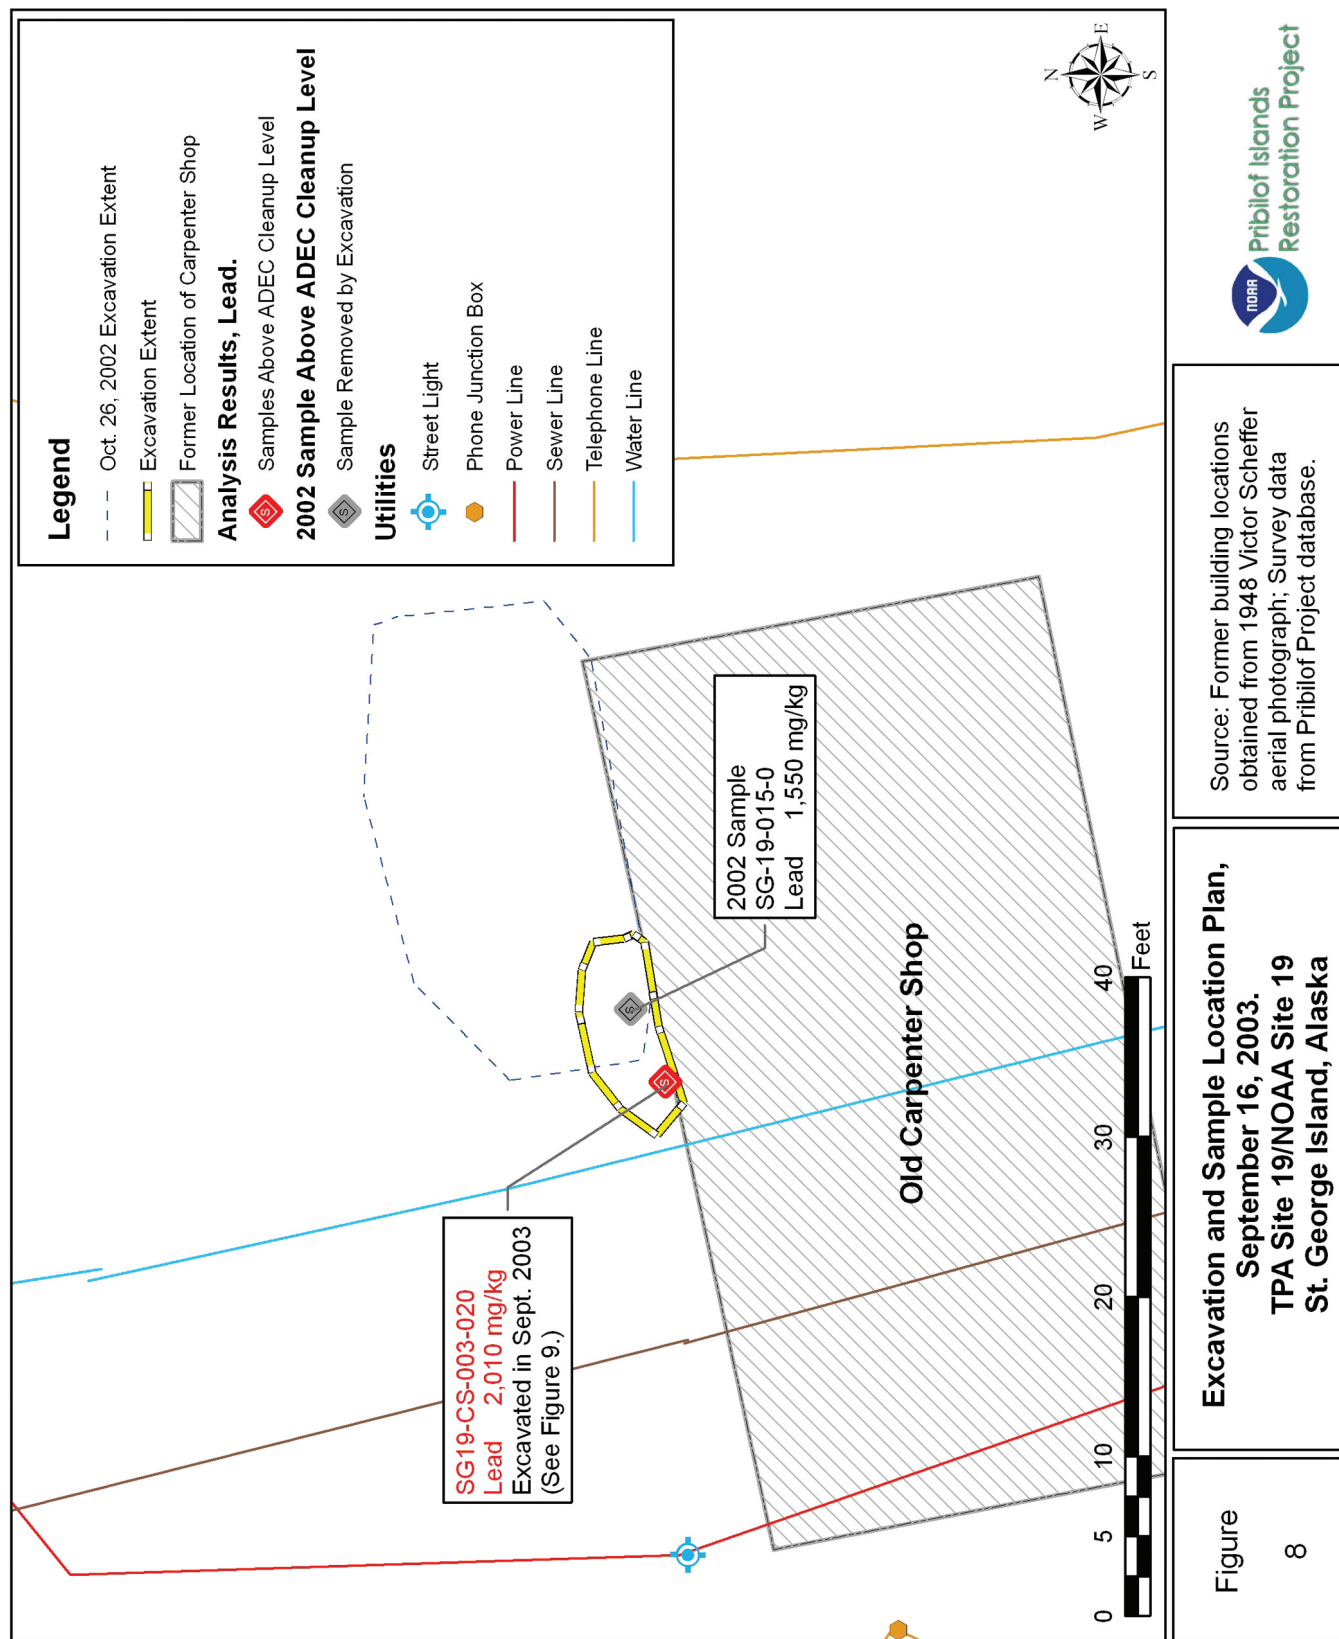 Legend
Oct. 26, 2002 Excavation Extent
Excavation Extent
Former Location of Carpenter Shop
Analysis Results, Lead.
S
Samples Above ADEC Cleanup Level
2002 Sample Above ADEC Cleanup Level
S
Sample Removed by Excavation
Utilities
Street Light
Phone Junction Box
Power Line
Sewer Line
Telephone Line
Water Line
SG19-CS-003-020
Lead 2,010 mg/kg
Excavated in Sept. 2003
(See Figure 9.)
S
S
2002 Sample
SG-19-015-0
Lead 1,550 mg/kg
Old Carpenter Shop
N
W
E
S
0
5
10
20
30
40
Feet
Figure
8
Excavation and Sample Location Plan,
September 16, 2003.
TPA Site 19/NOAA Site 19
St. George Island, Alaska
Source: Former building locations
obtained from 1948 Victor Scheffer
aerial photograph; Survey data
from Pribilof Project database.
NOAA
Pribilof Islands
Restoration Project